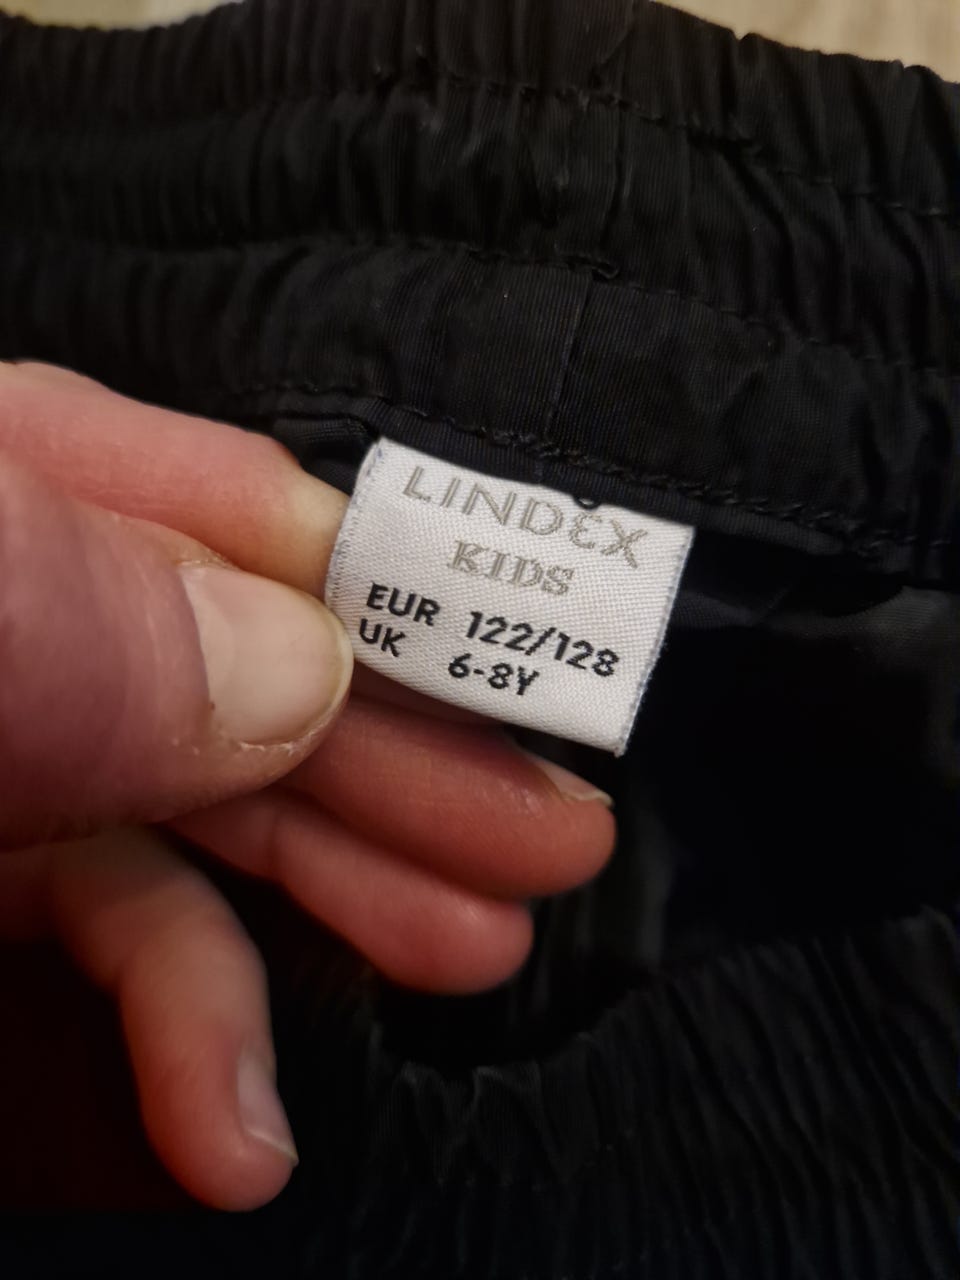 LINDEX
KIDS
EUR 122/128
UK 6-8Y